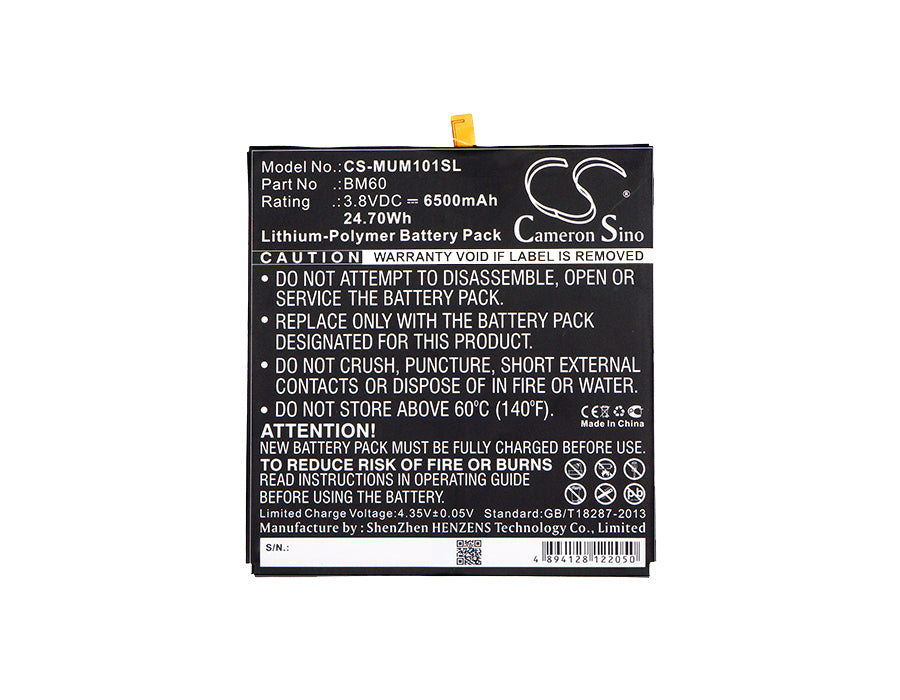 Model No.:CS-MUM101SL
Part No .:BM60
Rating .:3.8VDC ⎓ 6500mAh
24.70Wh
Lithium-Polymer Battery Pack
CS
Cameron Sino
CAUTION WARRANTY VOID IF LABEL IS REMOVED
• DO NOT ATTEMPT TO DISASSEMBLE, OPEN OR
SERVICE THE BATTERY PACK.
• REPLACE ONLY WITH THE BATTERY PACK
DESIGNATED FOR THIS PRODUCT.
• DO NOT CRUSH, PUNCTURE, SHORT EXTERNAL
CONTACTS OR DISPOSE OF IN FIRE OR WATER.
• DO NOT STORE ABOVE 60℃ (140℉).
CE
Made In China
ATTENTION!
NEW BATTERY PACK MUST BE FULLY CHARGED BEFORE USE.
TO REDUCE RISK OF FIRE OR BURNS
READ INSTRUCTIONS IN OPERATING GUIDE
BEFORE USING THE BATTERY.
Pb
Limited Charge Voltage:4.35V±0.05V Standard:GB/T18287-2013
Manufacture by: ShenZhen HENZENS Technology Co., Limited
S/N.:
4 894128 122050